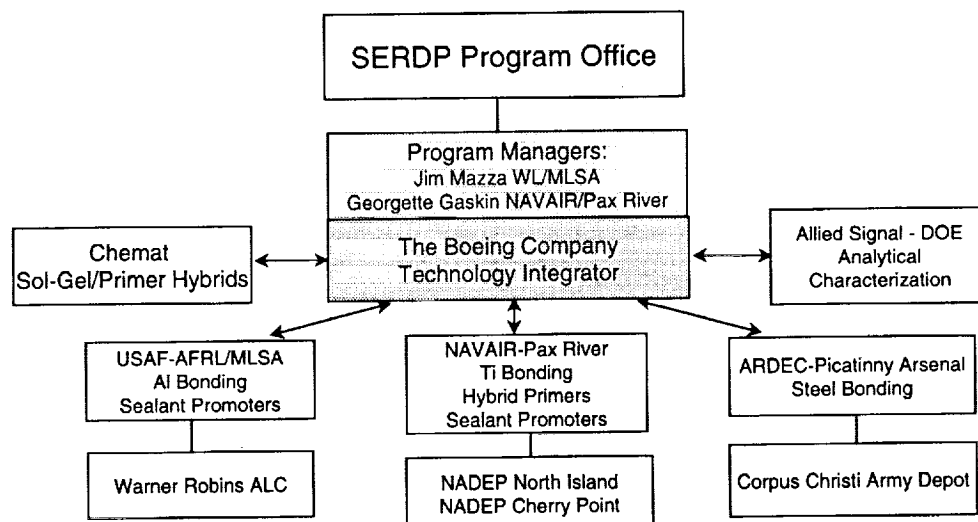 SERDP Program Office
Program Managers:
Jim Mazza WL/MLSA
Georgette Gaskin NAVAIR/Pax River
The Boeing Company
Technology Integrator
Chemat
Sol-Gel/Primer Hybrids
Allied Signal - DOE
Analytical
Characterization
USAF-AFRL/MLSA
Al Bonding
Sealant Promoters
NAVAIR-Pax River
Ti Bonding
Hybrid Primers
Sealant Promoters
ARDEC-Picatinny Arsenal
Steel Bonding
Warner Robins ALC
NADEP North Island
NADEP Cherry Point
Corpus Christi Army Depot